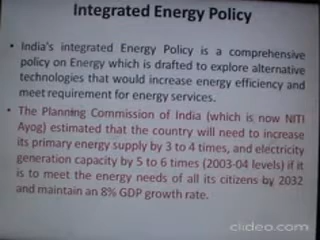 Integrated Energy Policy
• India's integrated Energy Policy is a comprehensive
policy on Energy which is drafted to explore alternative
technologies that would increase energy efficiency and
meet requirement for energy services.
• The Planning Commission of India (which is now NITI
Ayog) estimated that the country will need to increase
its primary energy supply by 3 to 4 times, and electricity
generation capacity by 5 to 6 times (2003-04 levels) if it
is to meet the energy needs of all its citizens by 2032
and maintain an 8% GDP growth rate.
clideo.com